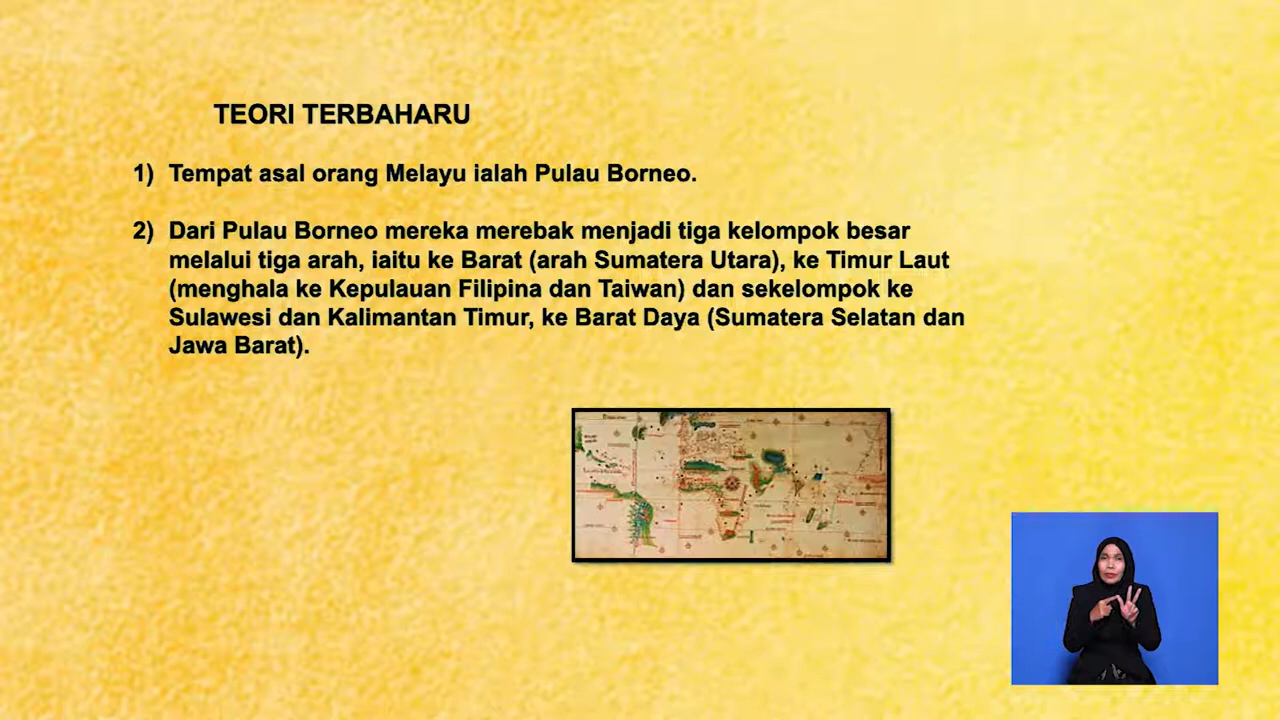 TEORI TERBAHARU
1) Tempat asal orang Melayu ialah Pulau Borneo.
2) Dari Pulau Borneo mereka merebak menjadi tiga kelompok besar
melalui tiga arah, iaitu ke Barat (arah Sumatera Utara), ke Timur Laut
(menghala ke Kepulauan Filipina dan Taiwan) dan sekelompok ke
Sulawesi dan Kalimantan Timur, ke Barat Daya (Sumatera Selatan dan
Jawa Barat).